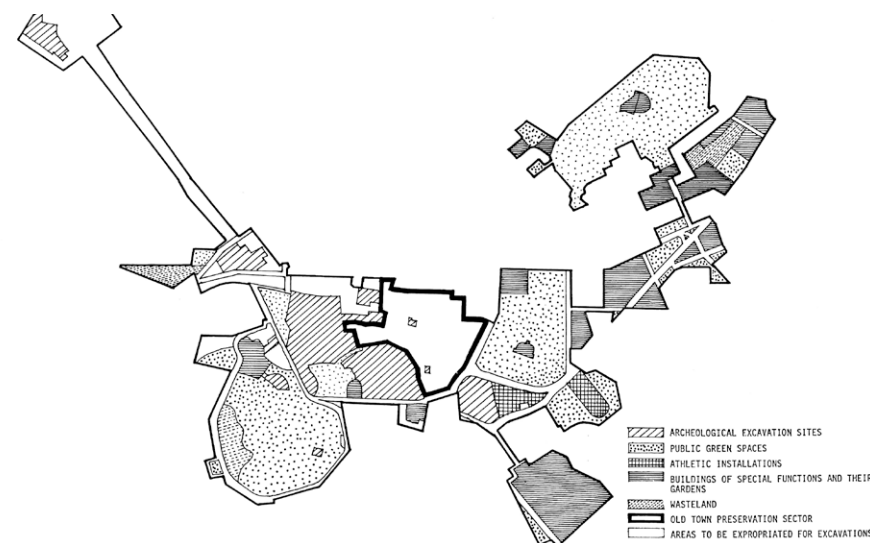 ARCHEOLOGICAL EXCAVATION SITES
PUBLIC GREEN SPACES
ATHLETIC INSTALLATIONS
BUILDINGS OF SPECIAL FUNCTIONS AND THEIR
GARDENS
WASTELAND
OLD TOWN PRESERVATION SECTOR
AREAS TO BE EXPROPRIATED FOR EXCAVATIONS